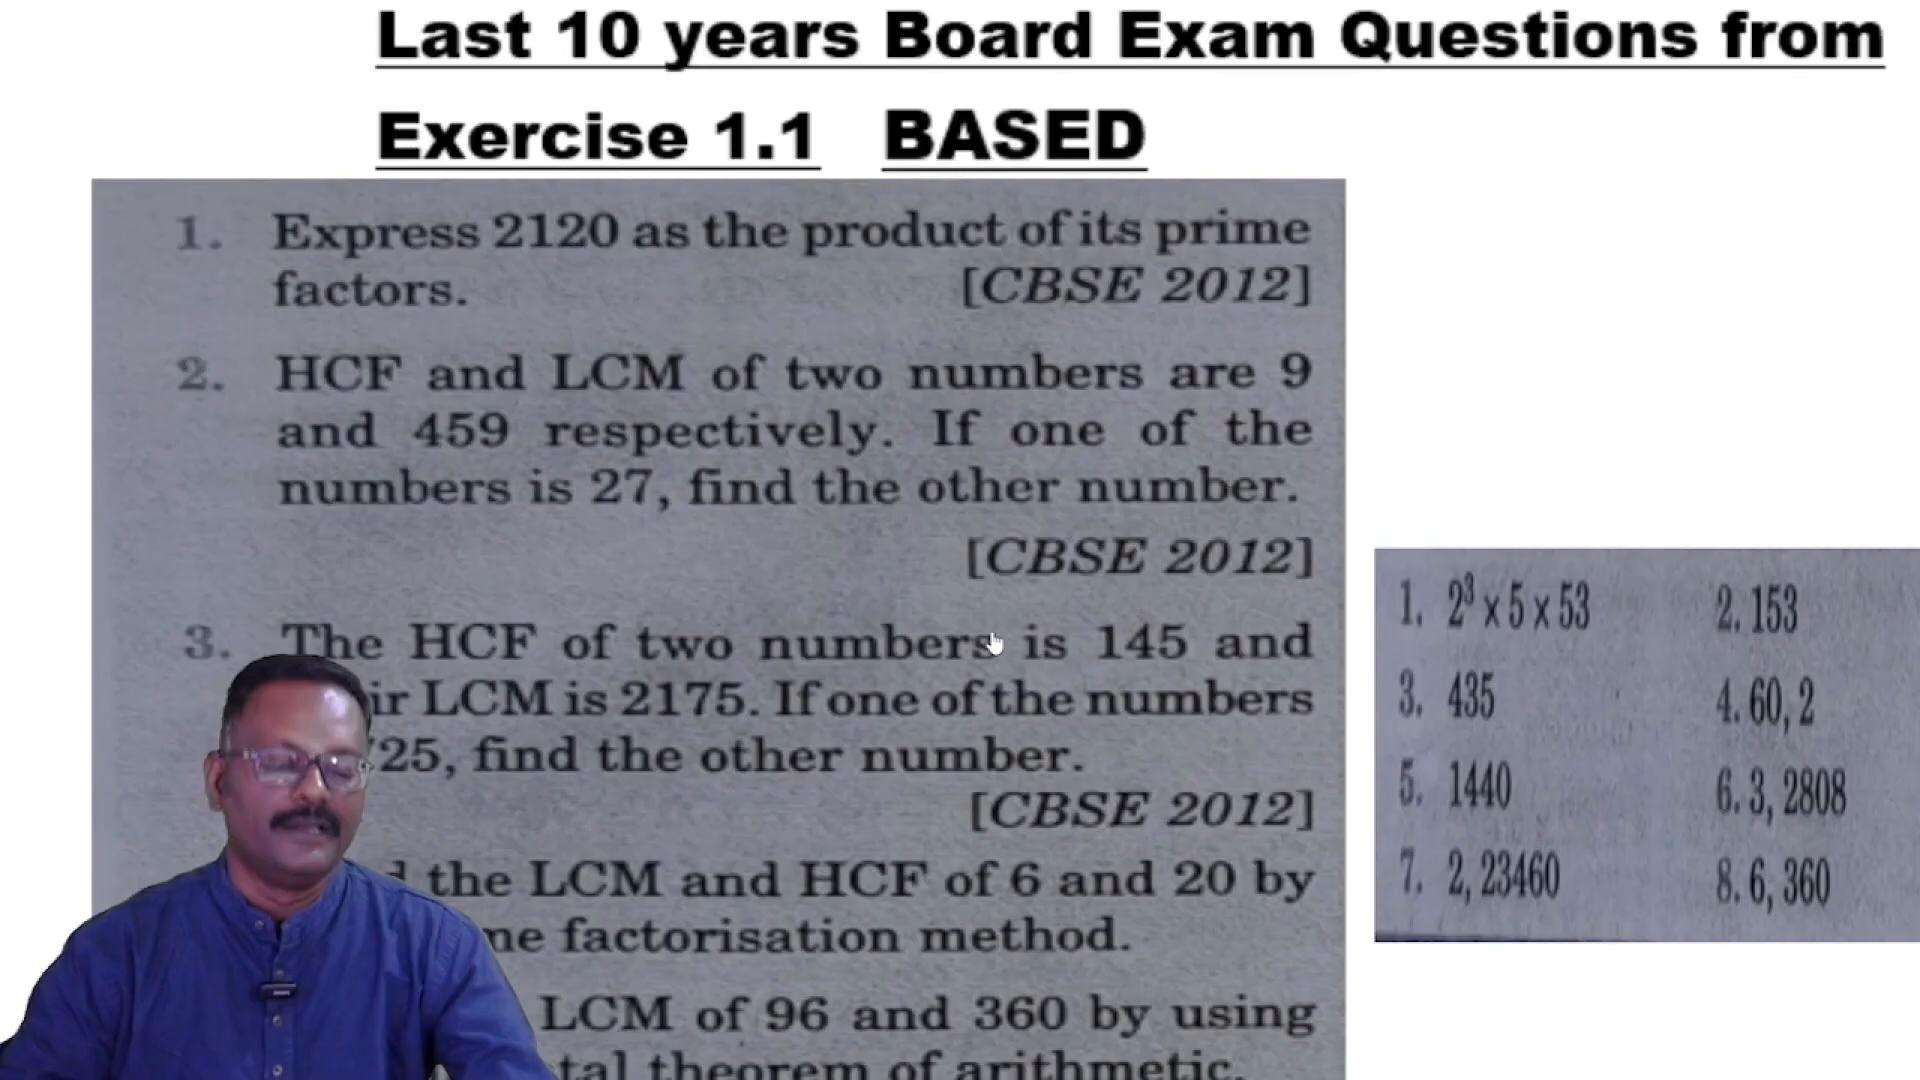 Last 10 years Board Exam Questions from
Exercise 1.1 BASED
1. Express 2120 as the product of its prime
factors. [CBSE 2012]
2. HCF and LCM of two numbers are 9
and 459 respectively. If one of the
numbers is 27, find the other number.
[CBSE 2012]
3. The HCF of two numbers is 145 and
LCM is 2175. If one of the numbers
25, find the other number.
[CBSE 2012]
the LCM and HCF of 6 and 20 by
factorisation method.
LCM of 96 and 360 by using
theorem of arithmetic.
1. 2³ x 5 x 53 2. 153
3. 435 4. 60, 2
5. 1440 6. 3, 2808
7. 2, 23460 8. 6, 360